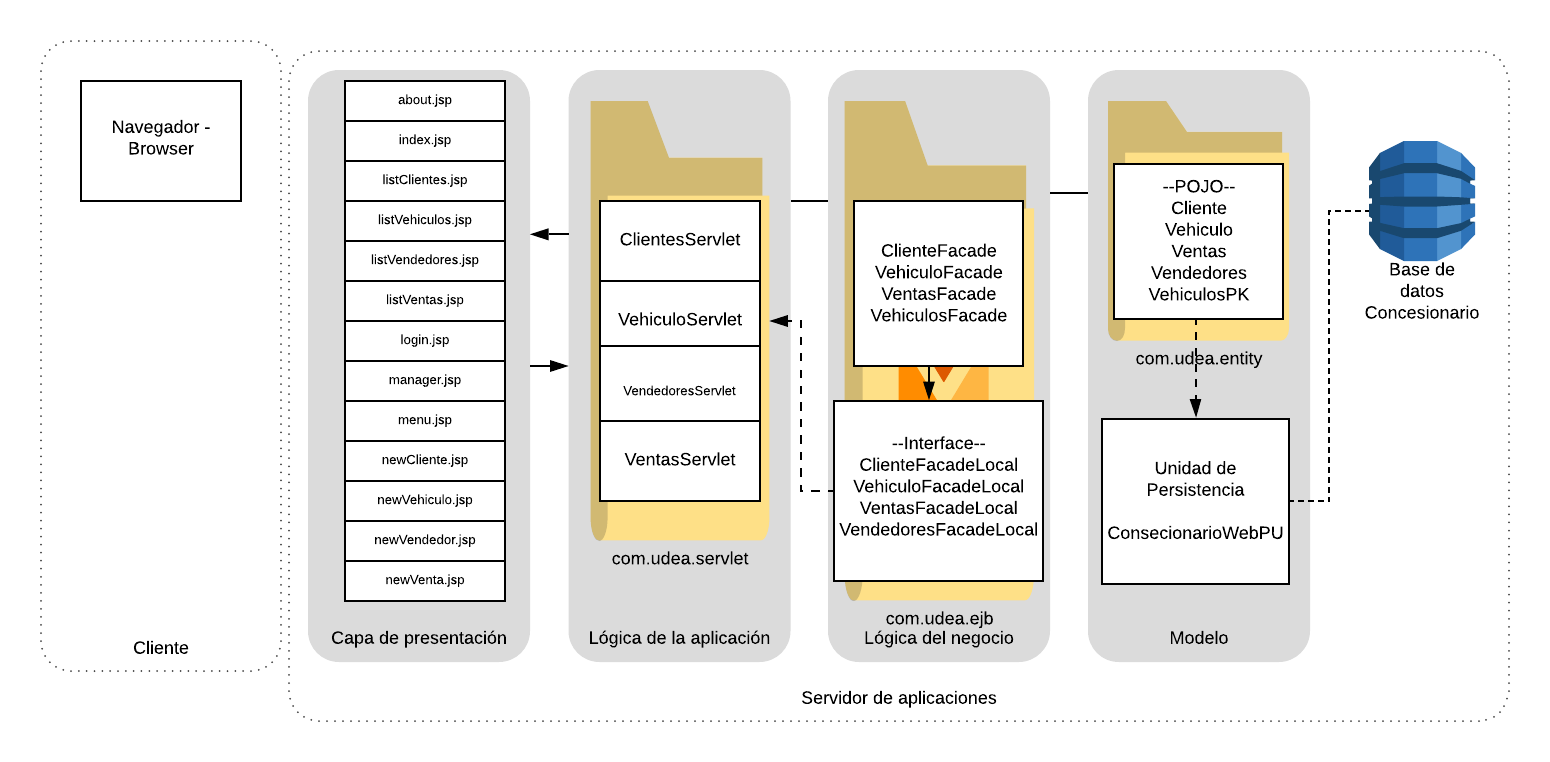 Navegador -
Browser
Cliente
about.jsp
index.jsp
listClientes.jsp
listVehiculos.jsp
listVendedores.jsp
listVentas.jsp
login.jsp
manager.jsp
menu.jsp
newCliente.jsp
newVehiculo.jsp
newVendedor.jsp
newVenta.jsp
Capa de presentación
ClientesServlet
VehiculoServlet
VendedoresServlet
VentasServlet
com.udea.servlet
Lógica de la aplicación
ClienteFacade
VehiculoFacade
VentasFacade
VehiculosFacade
--Interface--
ClienteFacadeLocal
VehiculoFacadeLocal
VentasFacadeLocal
VendedoresFacadeLocal
com.udea.ejb
Lógica del negocio
--POJO--
Cliente
Vehiculo
Ventas
Vendedores
VehiculosPK
com.udea.entity
Unidad de
Persistencia
ConsecionarioWebPU
Modelo
Base de
datos
Concesionario
Servidor de aplicaciones